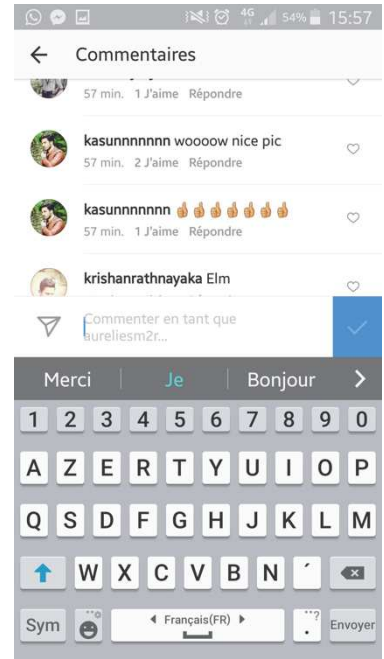 4G 54% 15:57
Commentaires
57 min. 1 J'aime Répondre
kasunnnnnnn woooow nice pic
57 min. 2 J'aime Répondre
kasunnnnnnn 👍👍👍👍👍👍👍
57 min. 1 J'aime Répondre
krishanrathnayaka Elm
Commenter en tant que
aureliesm2r...
Merci Je Bonjour
1 2 3 4 5 6 7 8 9 0
A Z E R T Y U I O P
Q S D F G H J K L M
W X C V B N ´
Sym Français(FR) . ? Envoyer